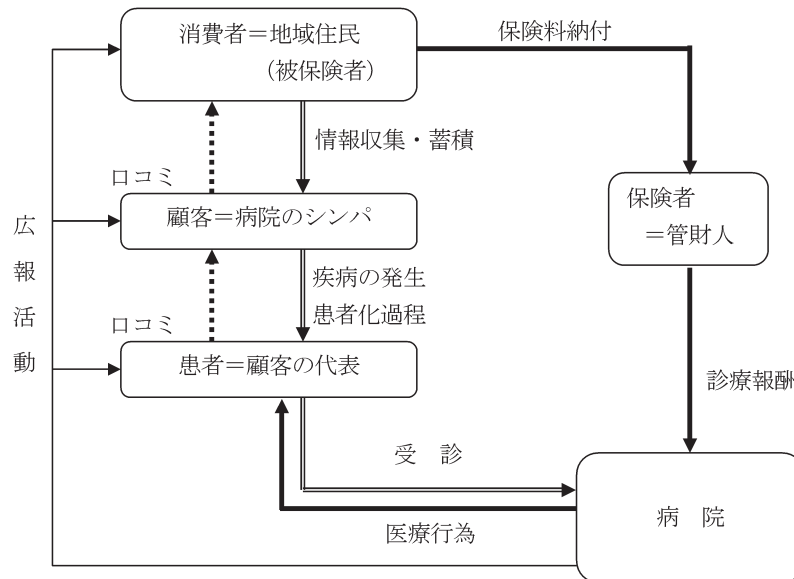 消費者＝地域住民
（被保険者）
保険料納付
情報収集・蓄積
口コミ
保険者
＝管財人
顧客＝病院のシンパ
広報活動
疾病の発生
患者化過程
口コミ
患者＝顧客の代表
診療報酬
受　診
病　院
医療行為